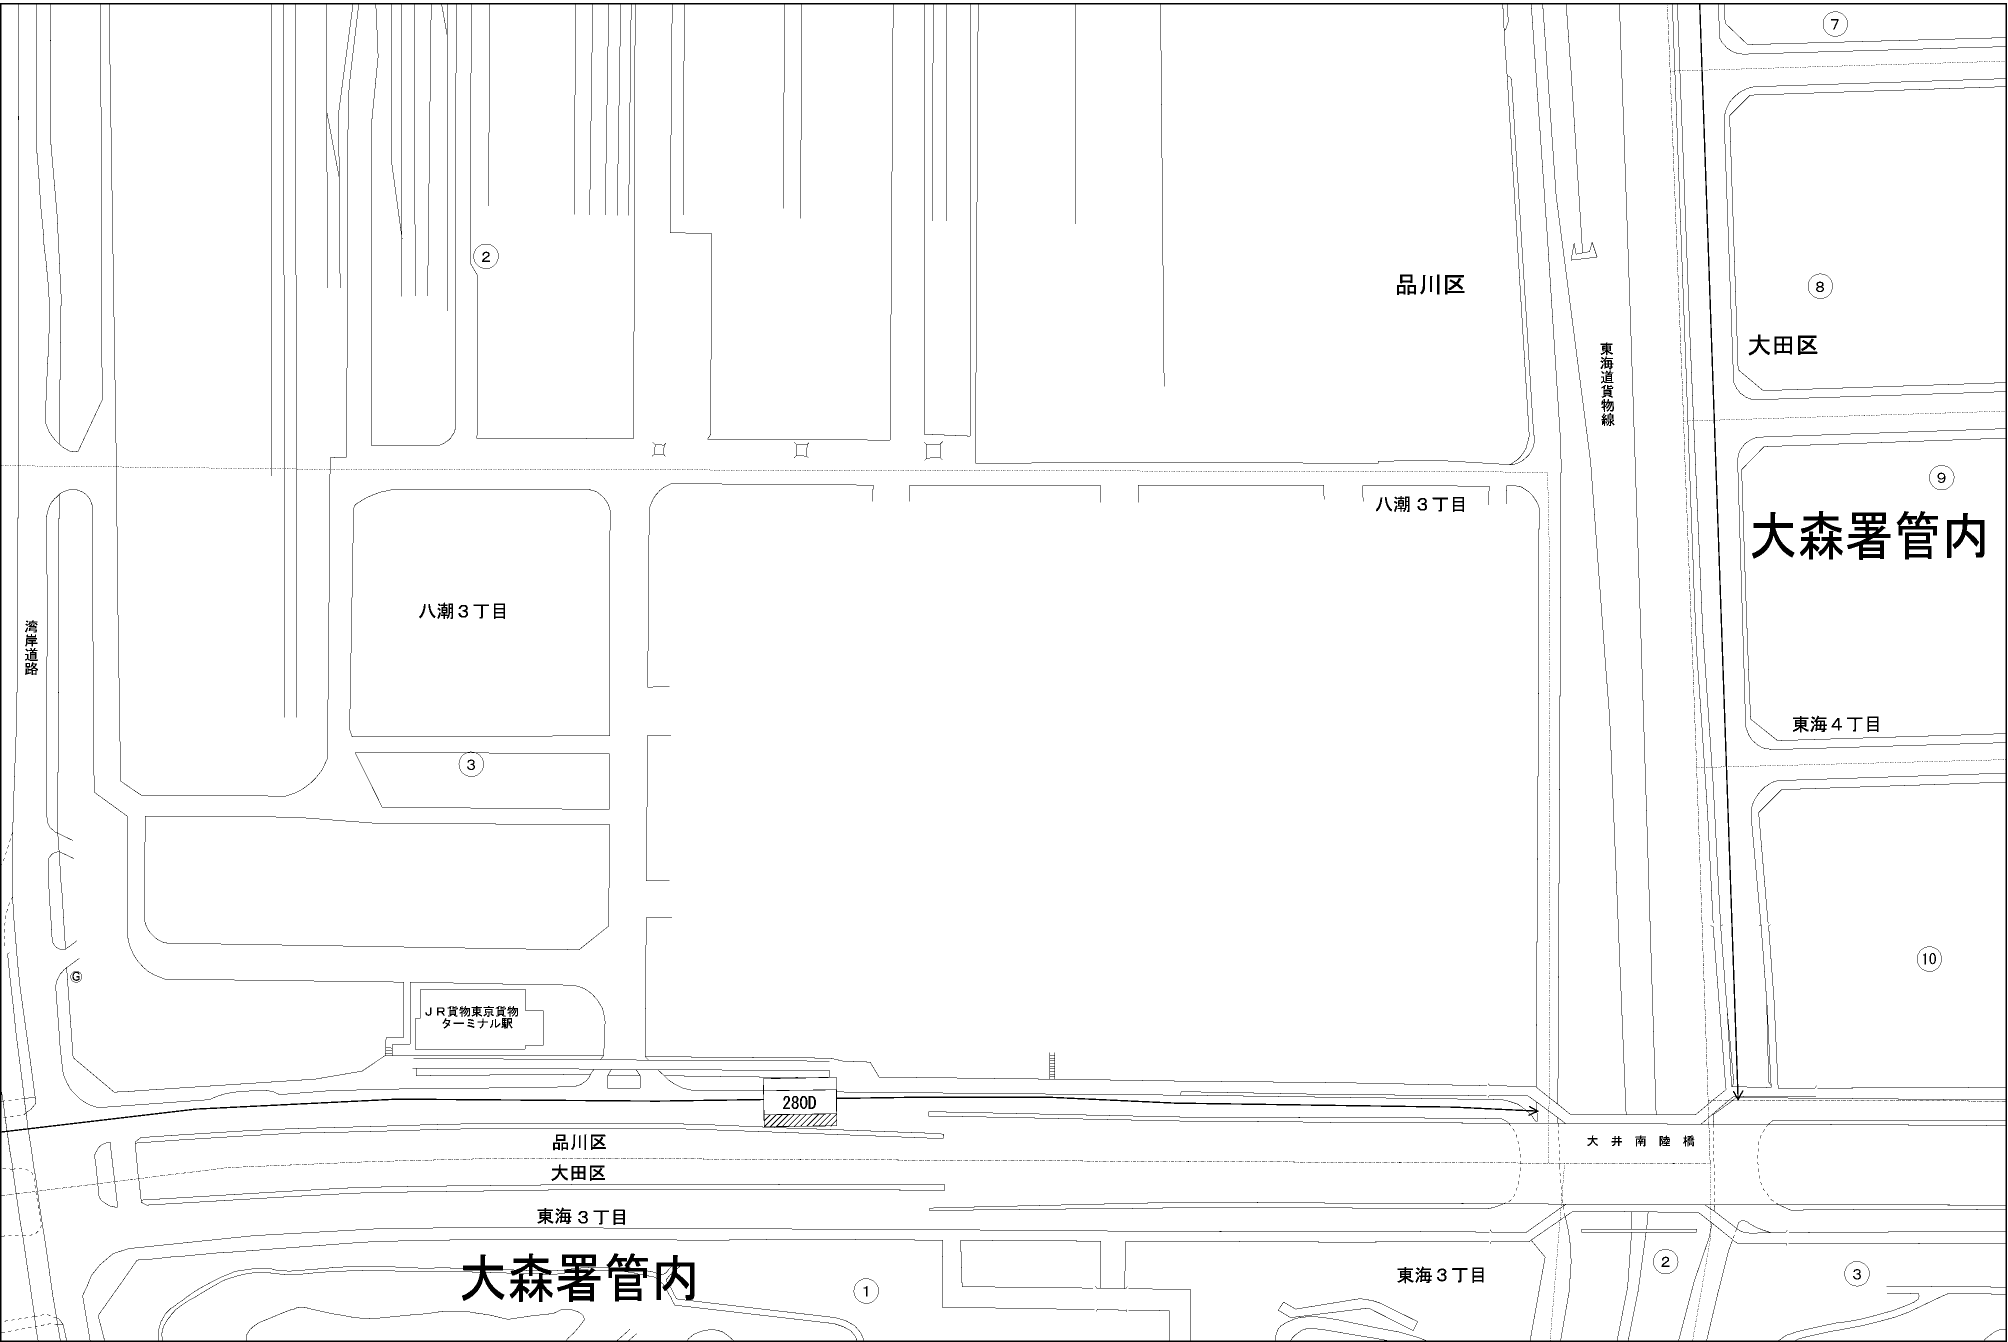 7
2
品川区
8
大田区
東海道貨物線
9
八潮３丁目
大森署管内
八潮３丁目
湾岸道路
東海４丁目
3
10
G
ＪＲ貨物東京貨物
ターミナル駅
280D
品川区
大井南陸橋
大田区
東海３丁目
大森署管内
1
東海３丁目
2
3